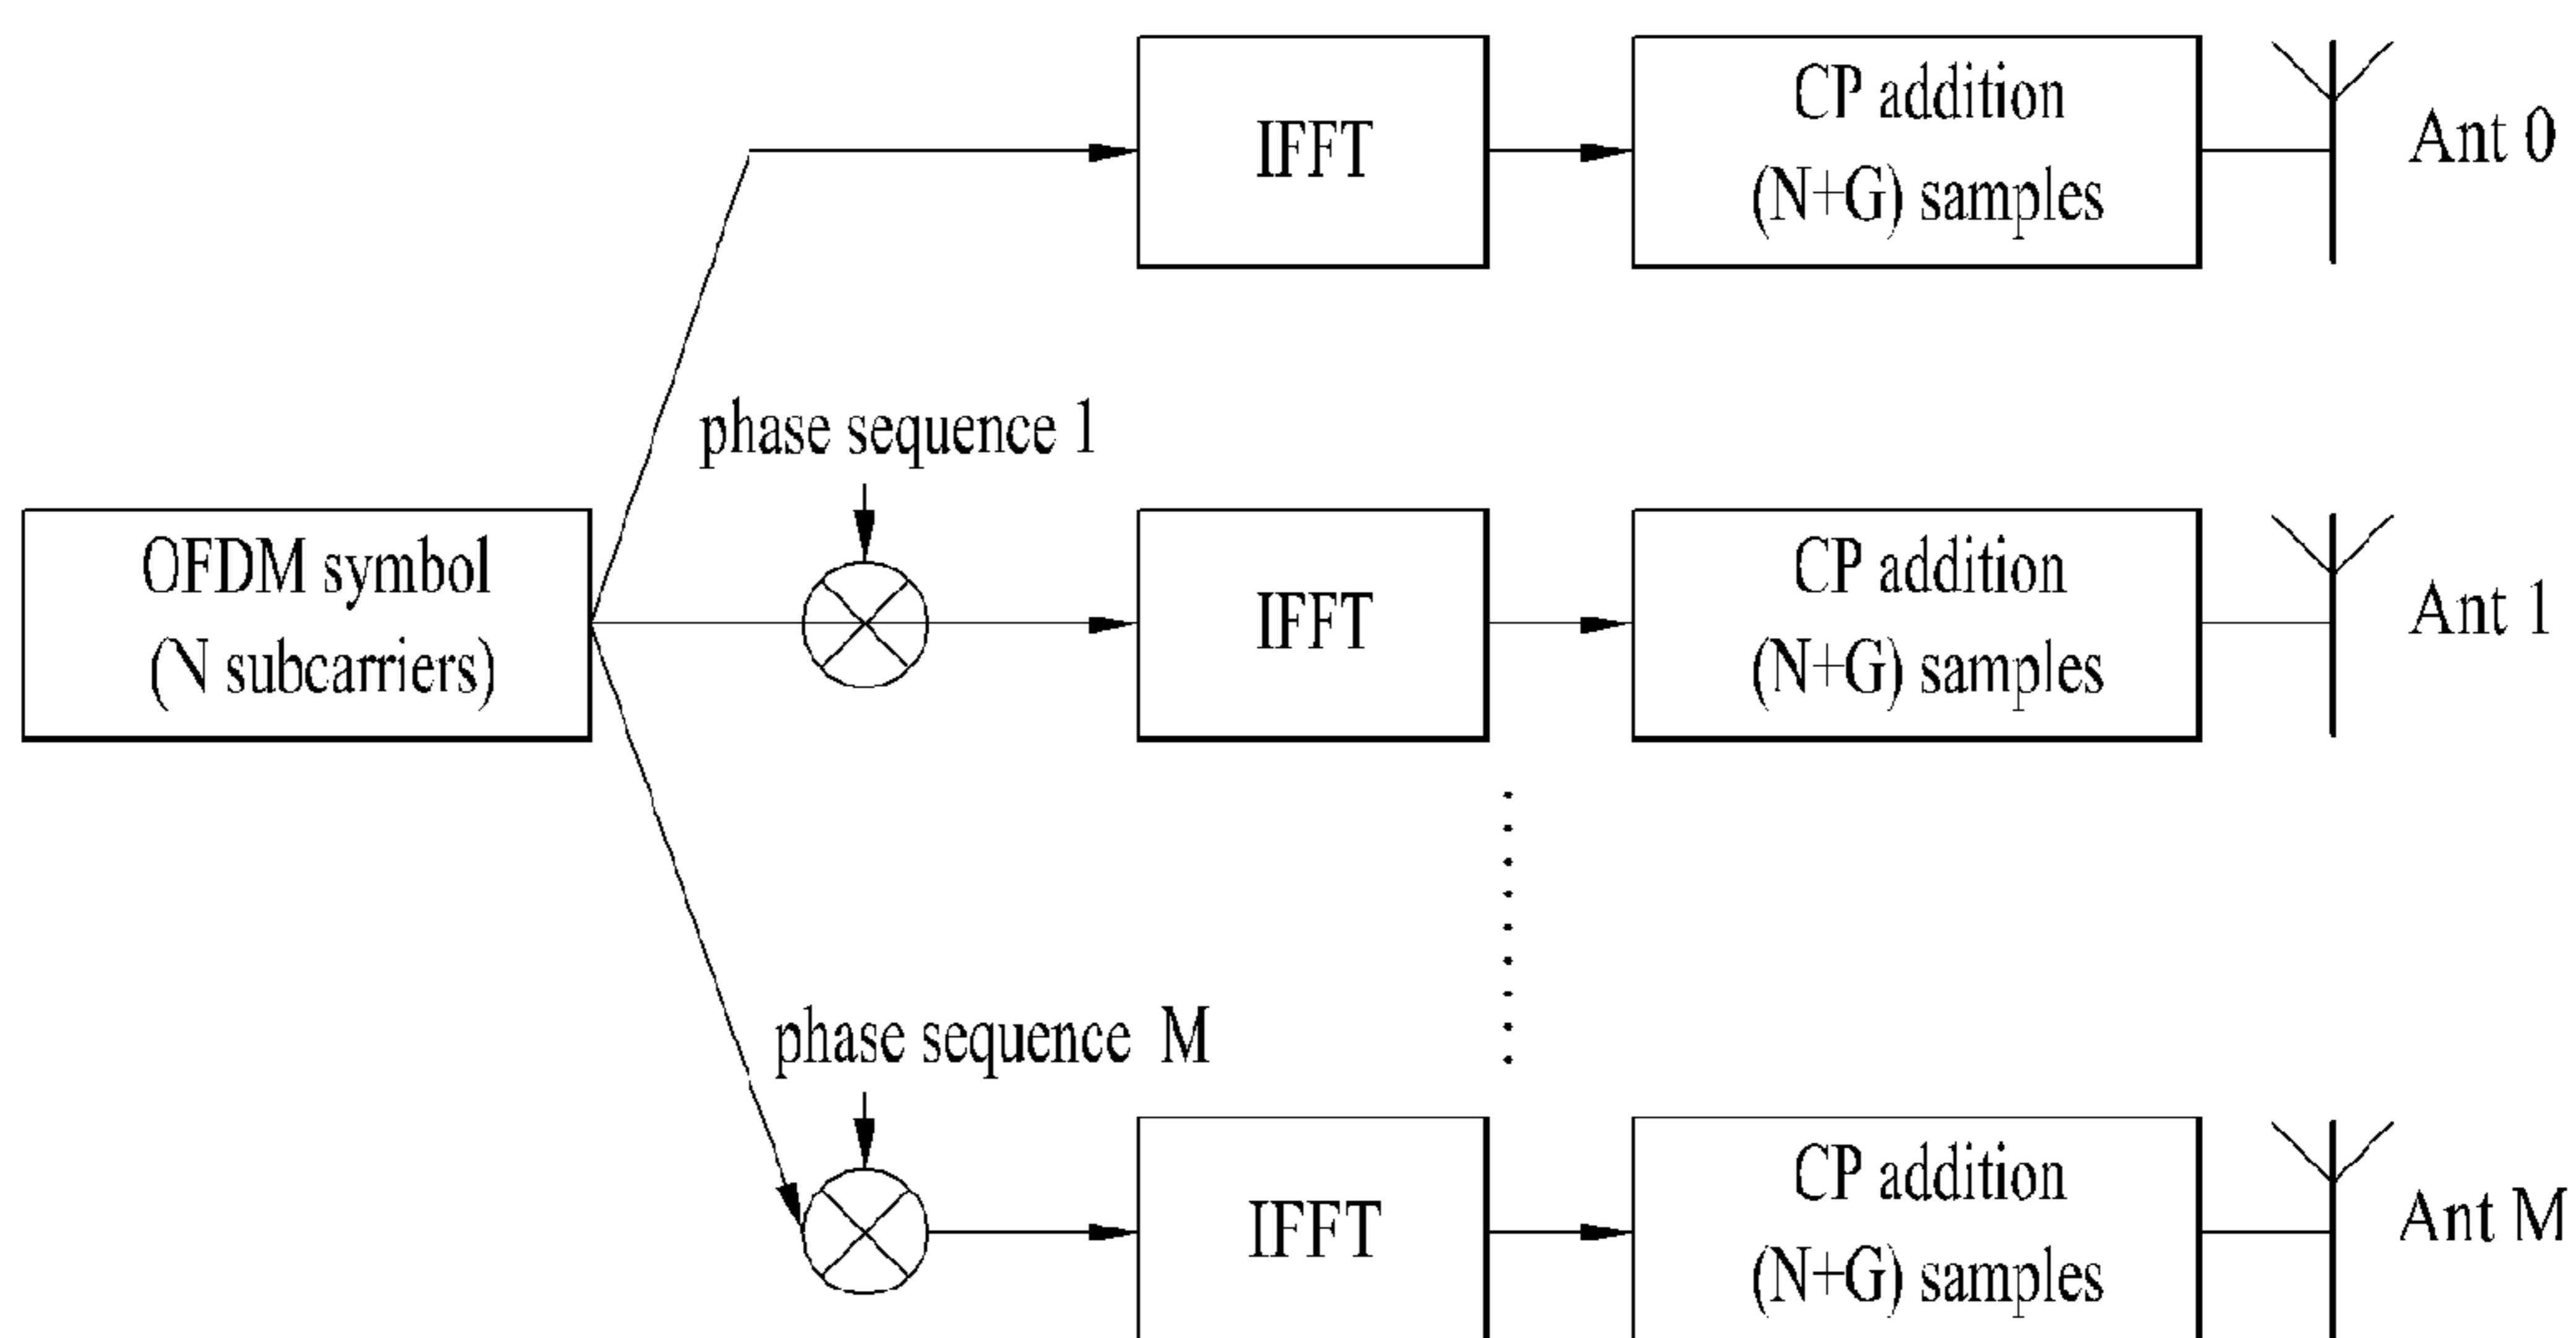 IFFT
CP addition
(N+G) samples
Ant 0
phase sequence 1
OFDM symbol
(N subcarriers)
IFFT
CP addition
(N+G) samples
Ant 1
phase sequence M
IFFT
CP addition
(N+G) samples
Ant M